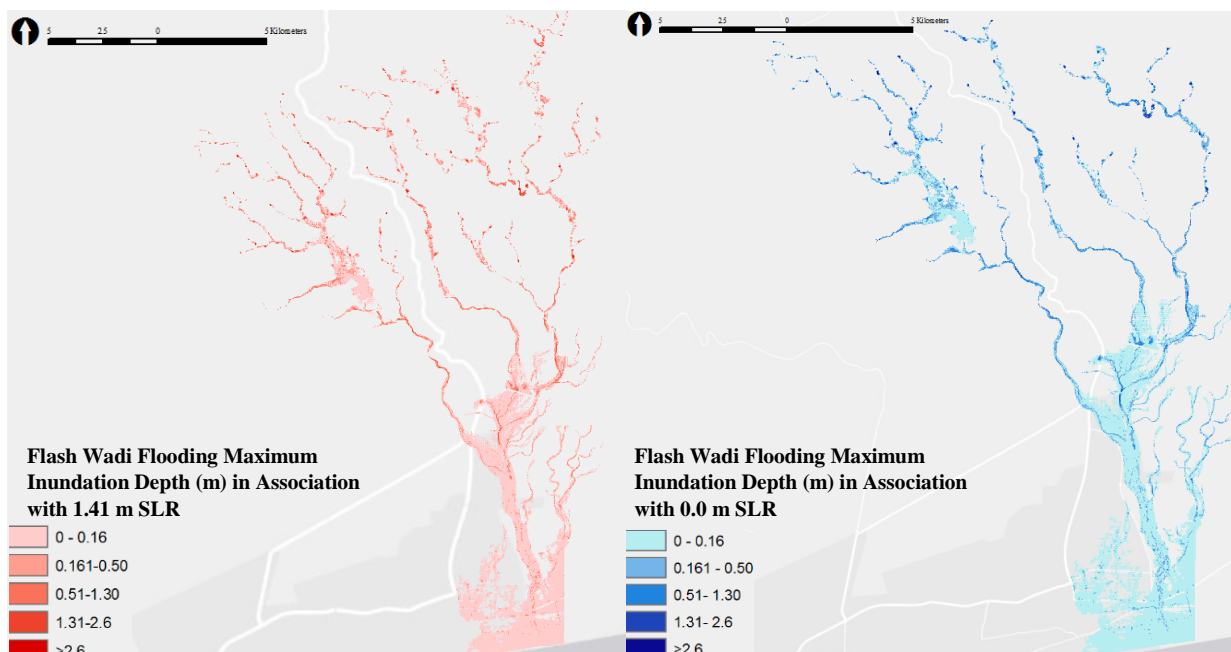 5 2.5 0 5 Kilometers
Flash Wadi Flooding Maximum
Inundation Depth (m) in Association
with 1.41 m SLR
0 - 0.16
0.161-0.50
0.51-1.30
1.31-2.6
>2.6
5 2.5 0 5 Kilometers
Flash Wadi Flooding Maximum
Inundation Depth (m) in Association
with 0.0 m SLR
0 - 0.16
0.161 - 0.50
0.51- 1.30
1.31- 2.6
>2.6